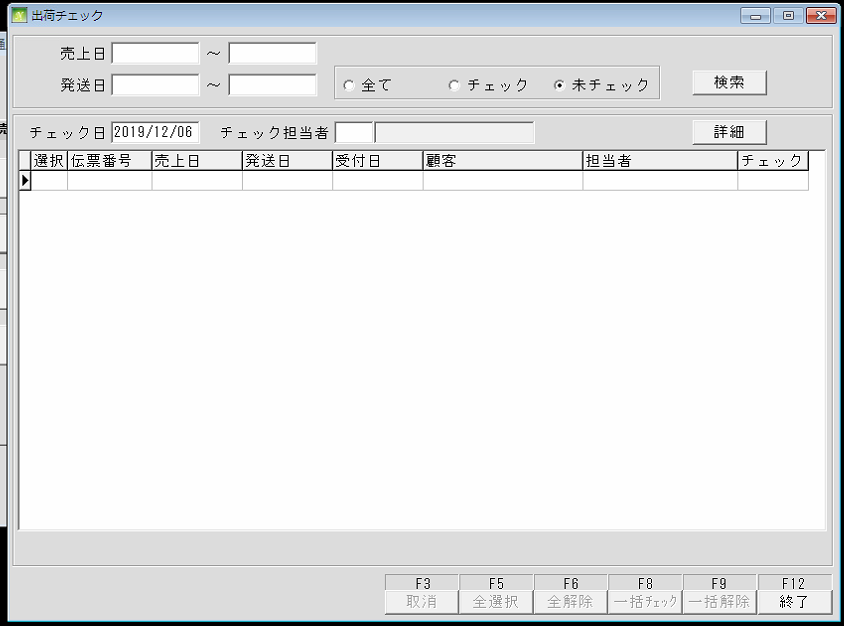 出荷チェック
売上日 ～
発送日 ～ 全て チェック 未チェック 検索
チェック日 2019/12/06 チェック担当者 詳細
選択 伝票番号 売上日 発送日 受付日 顧客 担当者 チェック
F3 F5 F6 F8 F9 F12
取消 全選択 全解除 一括ﾁｪｯｸ 一括解除 終了